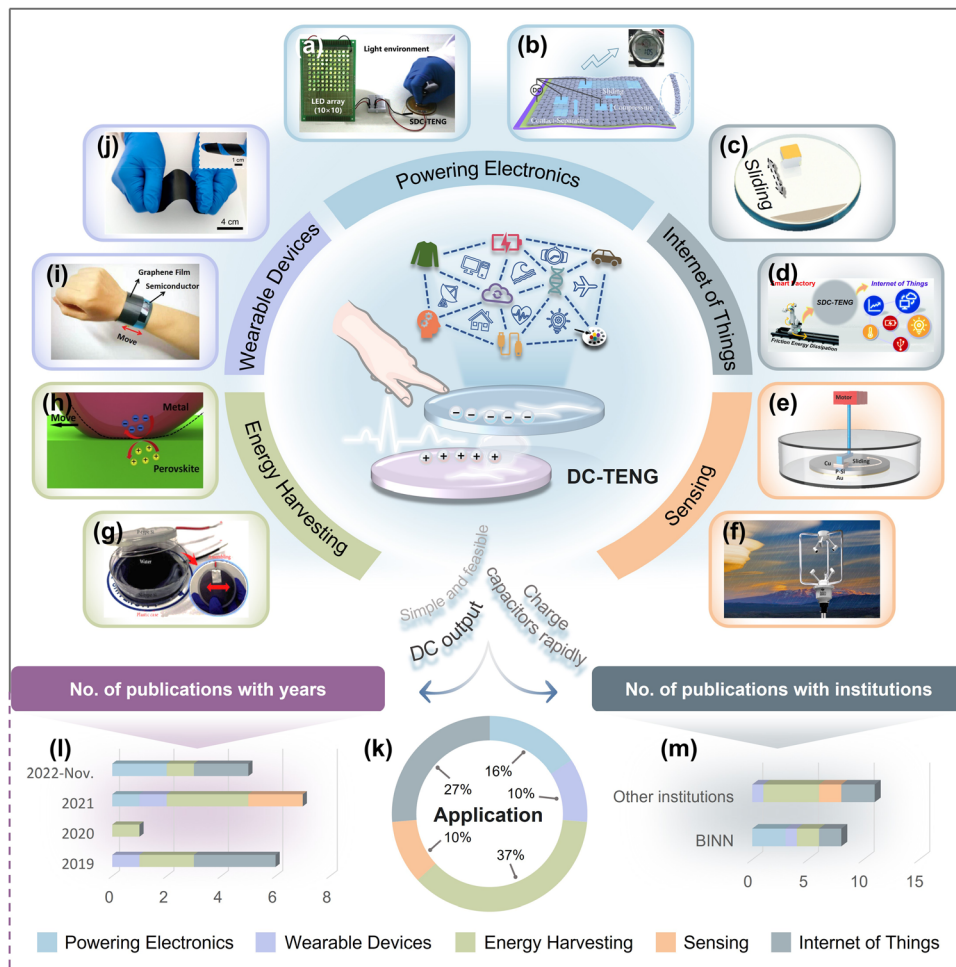 a)
Light environment
LED array
(10×10)
SDC-TENG
(b)
DC
Sliding
(j)
1 cm
4 cm
(c)
Sliding
Powering Electronics
Wearable Devices
Internet of Things
(i)
Graphene Film
Semiconductor
Move
(d)
Smart Factory
SDC-TENG
Internet of Things
Friction Energy Dissipation
(h)
Move
Metal
Perovskite
(e)
Motor
Cu
Sliding
P-Si
Au
DC-TENG
Energy Harvesting
Sensing
(g)
Water
(f)
Simple and feasible
DC output
Charge
capacitors rapidly
No. of publications with years
No. of publications with institutions
(l)
2022-Nov.
2021
2020
2019
0 2 4 6 8
(k)
16%
10%
27%
Application
10%
37%
(m)
Other institutions
BINN
0 5 10 15
Powering Electronics
Wearable Devices
Energy Harvesting
Sensing
Internet of Things